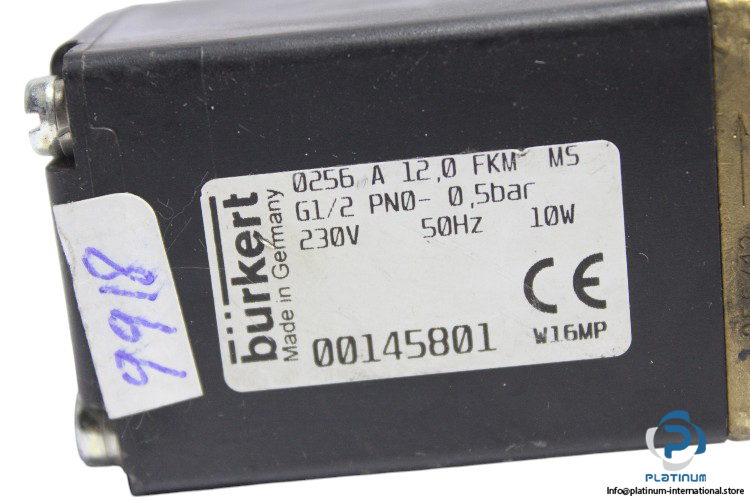 0256 A 12,0 FKM MS
G1/2 PN0- 0,5bar
230V 50Hz 10W
bürkert
Made in Germany
CE
00145801
W16MP
9918
PLATINUM
Info@platinum-international.store